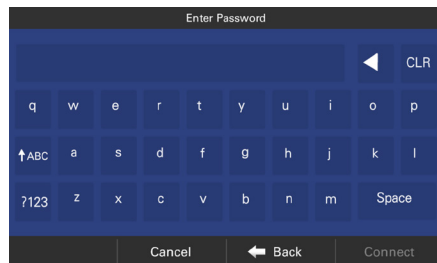 Enter Password
CLR
q w e r t y u i o p
ABC a s d f g h j k l
?123 z x c v b n m Space
Cancel Back Connect